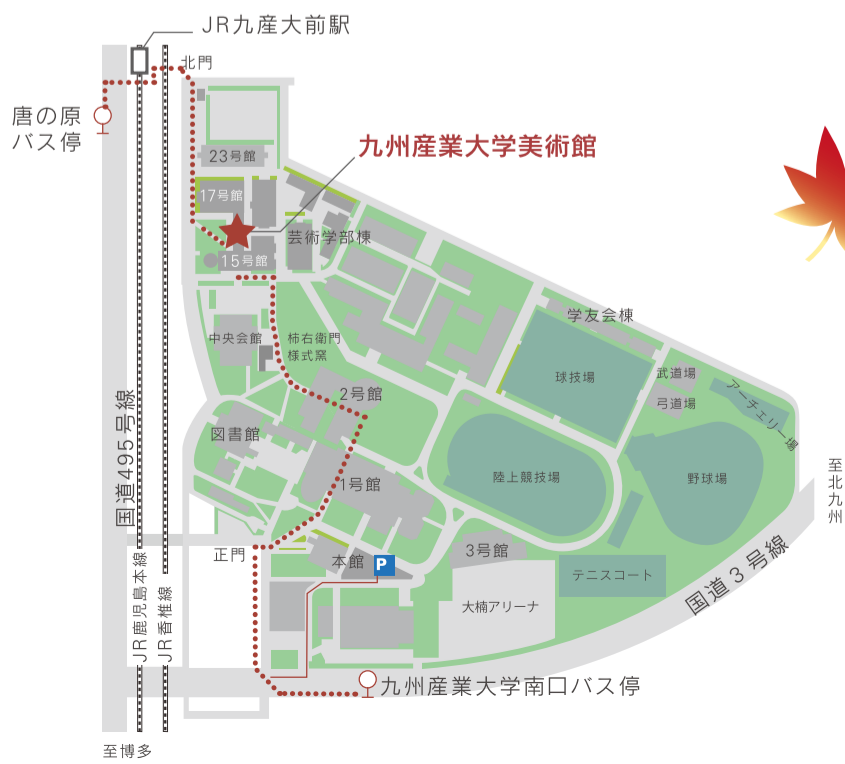 JR九産大前駅
北門
唐の原
バス停
九州産業大学美術館
23号館
17号館
芸術学部棟
15号館
学友会棟
中央会館
柿右衛門
様式窯
球技場
武道場
弓道場
アーチェリー場
2号館
図書館
国道495号線
1号館
陸上競技場
野球場
至北九州
正門
本館
P
3号館
テニスコート
国道3号線
大楠アリーナ
JR鹿児島本線
JR香椎線
九州産業大学南口バス停
至博多